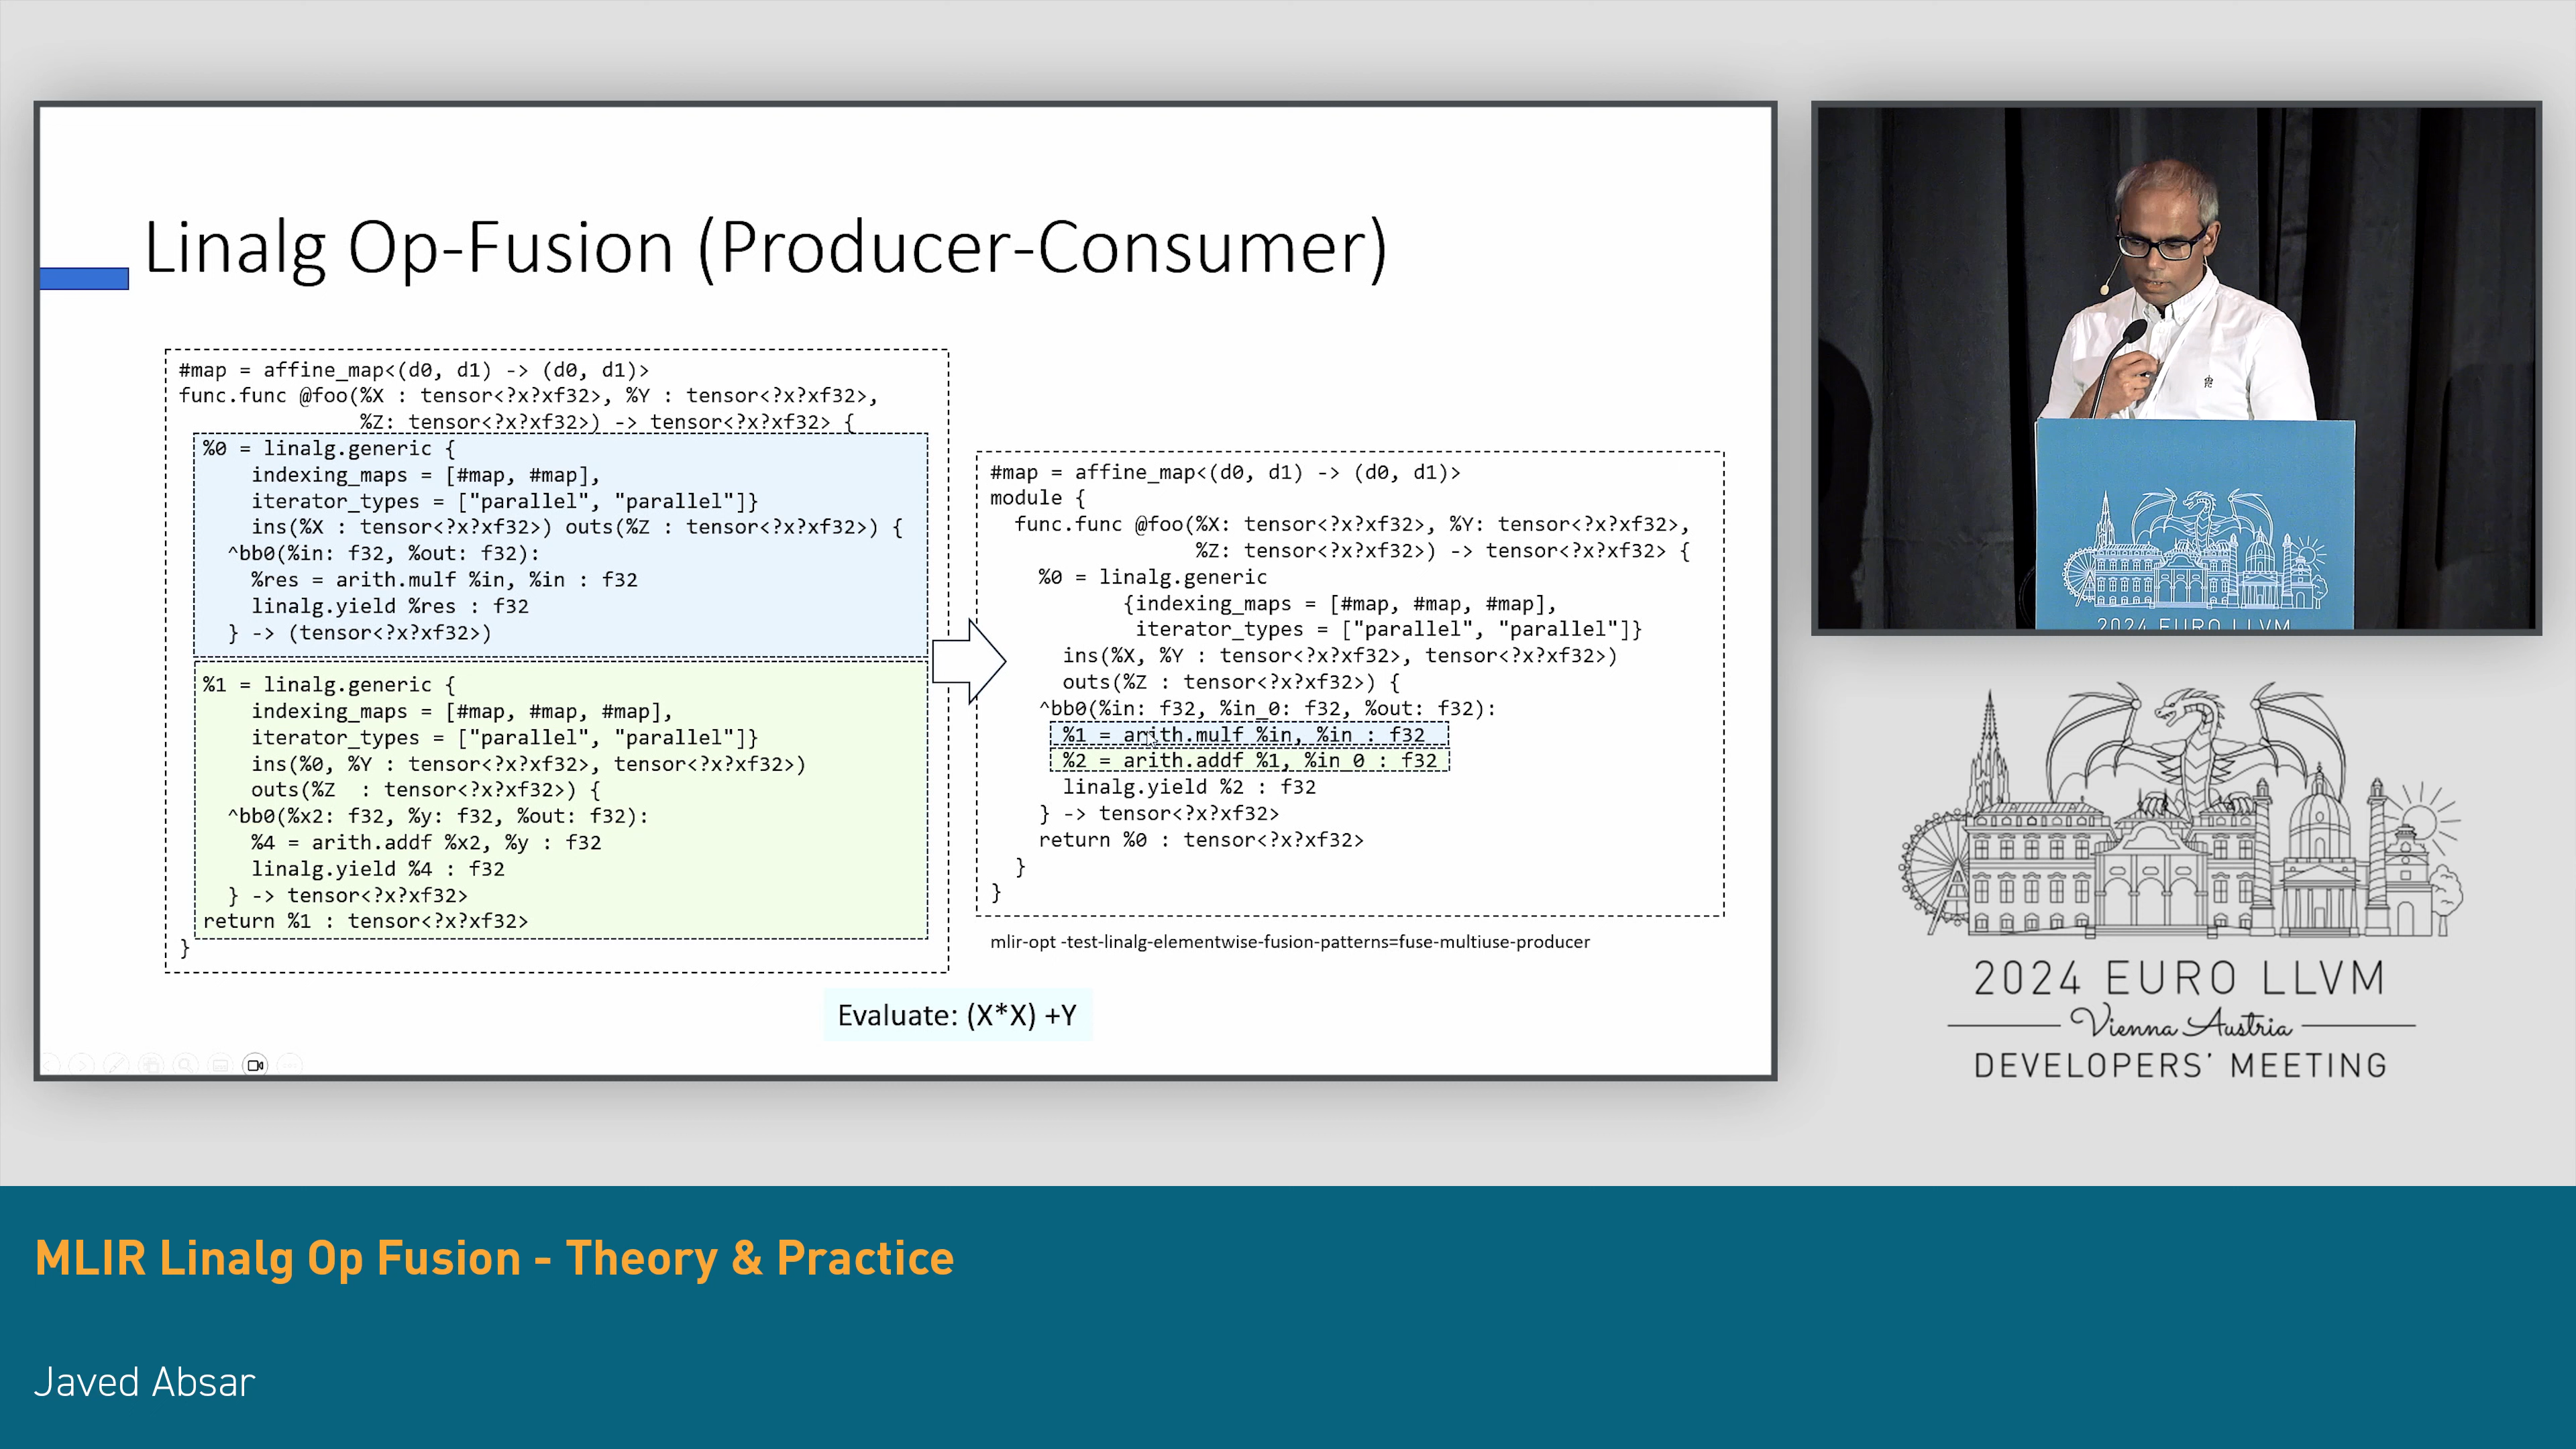 Linalg Op-Fusion (Producer-Consumer)
#map = affine_map<(d0, d1) -> (d0, d1)>
func.func @foo(%X : tensor<?x?xf32>, %Y : tensor<?x?xf32>,
%Z: tensor<?x?xf32>) -> tensor<?x?xf32> {
%0 = linalg.generic {
indexing_maps = [#map, #map],
iterator_types = ["parallel", "parallel"]}
ins(%X : tensor<?x?xf32>) outs(%Z : tensor<?x?xf32>) {
^bb0(%in: f32, %out: f32):
%res = arith.mulf %in, %in : f32
linalg.yield %res : f32
} -> (tensor<?x?xf32>)
%1 = linalg.generic {
indexing_maps = [#map, #map, #map],
iterator_types = ["parallel", "parallel"]}
ins(%0, %Y : tensor<?x?xf32>, tensor<?x?xf32>)
outs(%Z  : tensor<?x?xf32>) {
^bb0(%x2: f32, %y: f32, %out: f32):
%4 = arith.addf %x2, %y : f32
linalg.yield %4 : f32
} -> tensor<?x?xf32>
return %1 : tensor<?x?xf32>
}
#map = affine_map<(d0, d1) -> (d0, d1)>
module {
func.func @foo(%X: tensor<?x?xf32>, %Y: tensor<?x?xf32>,
%Z: tensor<?x?xf32>) -> tensor<?x?xf32> {
%0 = linalg.generic
{indexing_maps = [#map, #map, #map],
iterator_types = ["parallel", "parallel"]}
ins(%X, %Y : tensor<?x?xf32>, tensor<?x?xf32>)
outs(%Z : tensor<?x?xf32>) {
^bb0(%in: f32, %in_0: f32, %out: f32):
%1 = arith.mulf %in, %in : f32
%2 = arith.addf %1, %in_0 : f32
linalg.yield %2 : f32
} -> tensor<?x?xf32>
return %0 : tensor<?x?xf32>
}
}
mlir-opt -test-linalg-elementwise-fusion-patterns=fuse-multiuse-producer
Evaluate: (X*X) +Y
2024 EURO LLVM
2024 EURO LLVM
Vienna Austria
DEVELOPERS' MEETING
MLIR Linalg Op Fusion - Theory & Practice
Javed Absar